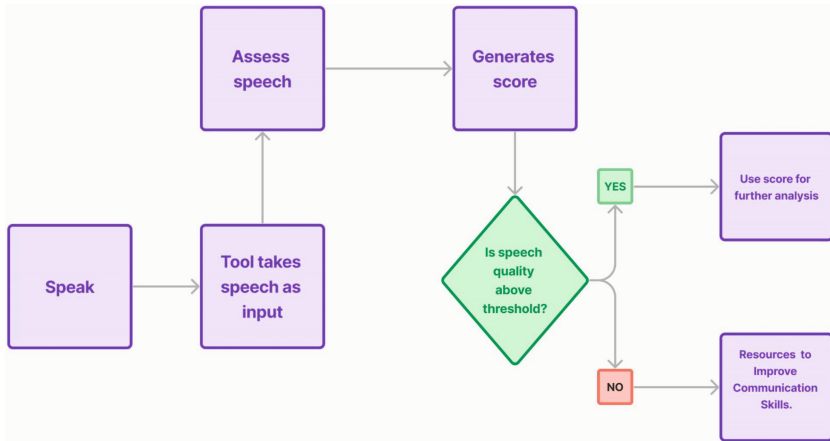 Speak
Tool takes
speech as
input
Assess
speech
Generates
score
Is speech
quality
above
threshold?
YES
Use score for
further analysis
NO
Resources to
Improve
Communication
Skills.